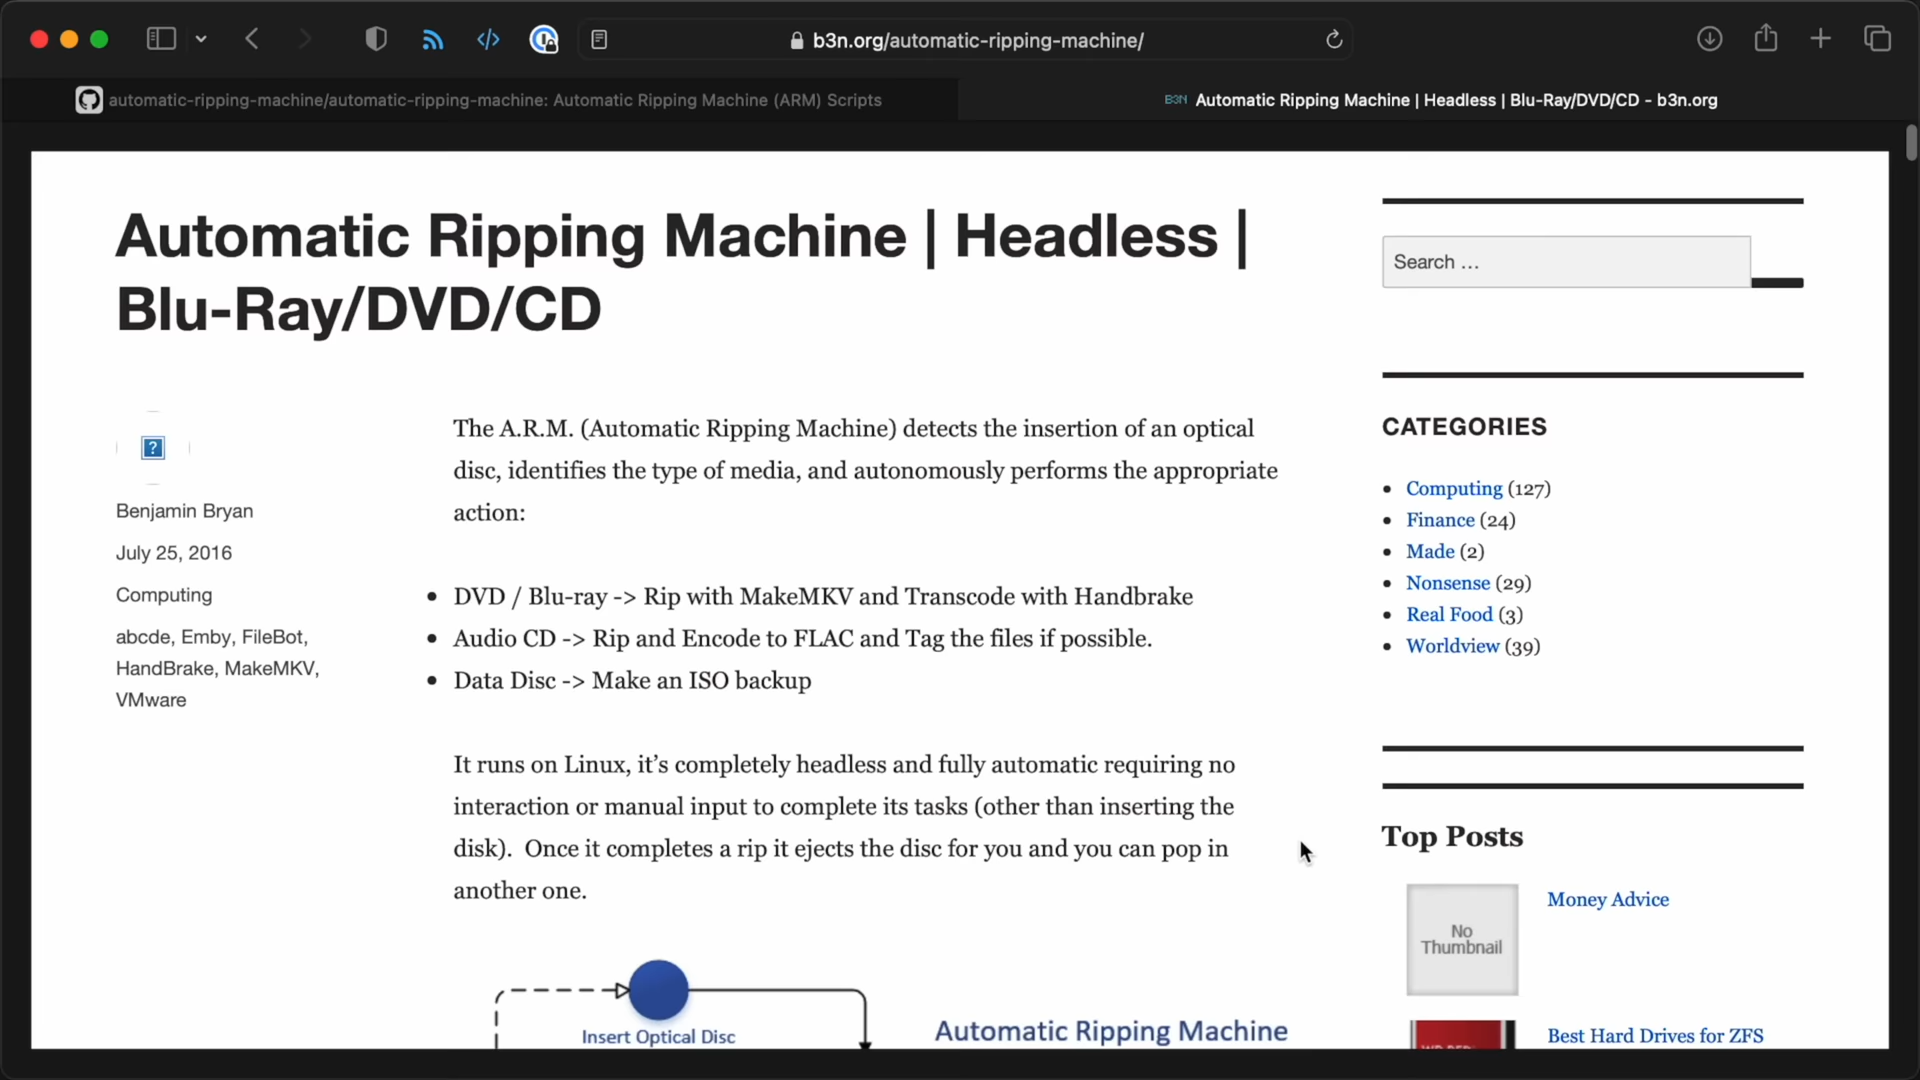 b3n.org/automatic-ripping-machine/
automatic-ripping-machine/automatic-ripping-machine: Automatic Ripping Machine (ARM) Scripts
B3N Automatic Ripping Machine | Headless | Blu-Ray/DVD/CD - b3n.org
Automatic Ripping Machine | Headless |
Blu-Ray/DVD/CD
Benjamin Bryan
July 25, 2016
Computing
abcde, Emby, FileBot,
HandBrake, MakeMKV,
VMware
The A.R.M. (Automatic Ripping Machine) detects the insertion of an optical
disc, identifies the type of media, and autonomously performs the appropriate
action:
• DVD / Blu-ray -> Rip with MakeMKV and Transcode with Handbrake
• Audio CD -> Rip and Encode to FLAC and Tag the files if possible.
• Data Disc -> Make an ISO backup
It runs on Linux, it’s completely headless and fully automatic requiring no
interaction or manual input to complete its tasks (other than inserting the
disk).  Once it completes a rip it ejects the disc for you and you can pop in
another one.
Insert Optical Disc
Automatic Ripping Machine
Search …
CATEGORIES
• Computing (127)
• Finance (24)
• Made (2)
• Nonsense (29)
• Real Food (3)
• Worldview (39)
Top Posts
No
Thumbnail
Money Advice
Best Hard Drives for ZFS